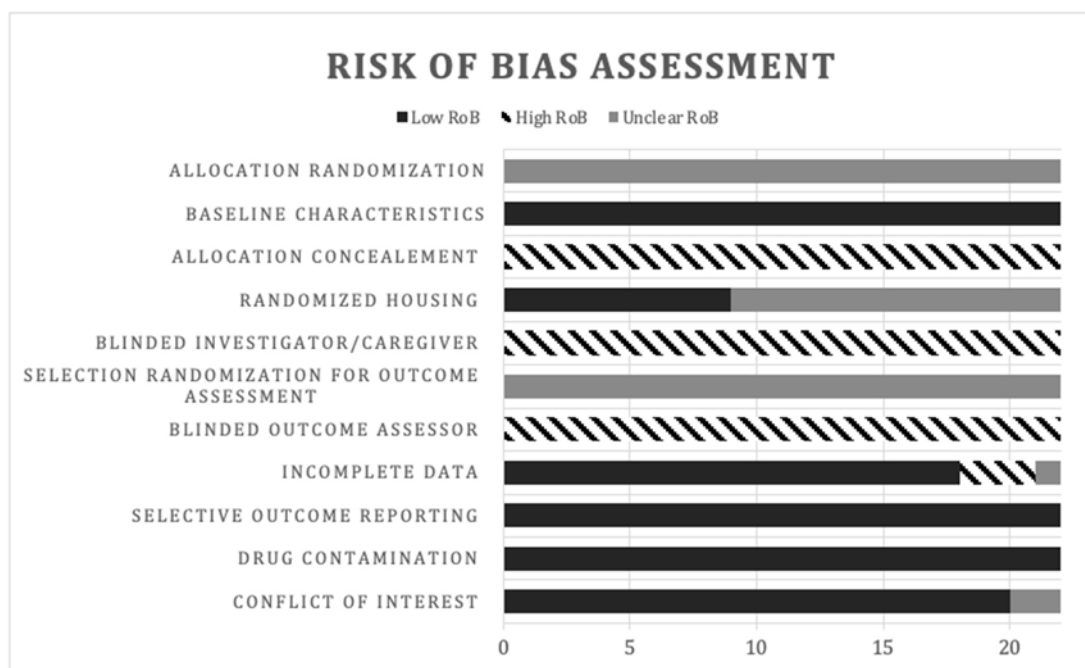 RISK OF BIAS ASSESSMENT
Low RoB High RoB Unclear RoB
ALLOCATION RANDOMIZATION
BASELINE CHARACTERISTICS
ALLOCATION CONCEALEMENT
RANDOMIZED HOUSING
BLINDED INVESTIGATOR/CAREGIVER
SELECTION RANDOMIZATION FOR OUTCOME
ASSESSMENT
BLINDED OUTCOME ASSESSOR
INCOMPLETE DATA
SELECTIVE OUTCOME REPORTING
DRUG CONTAMINATION
CONFLICT OF INTEREST
0 5 10 15 20